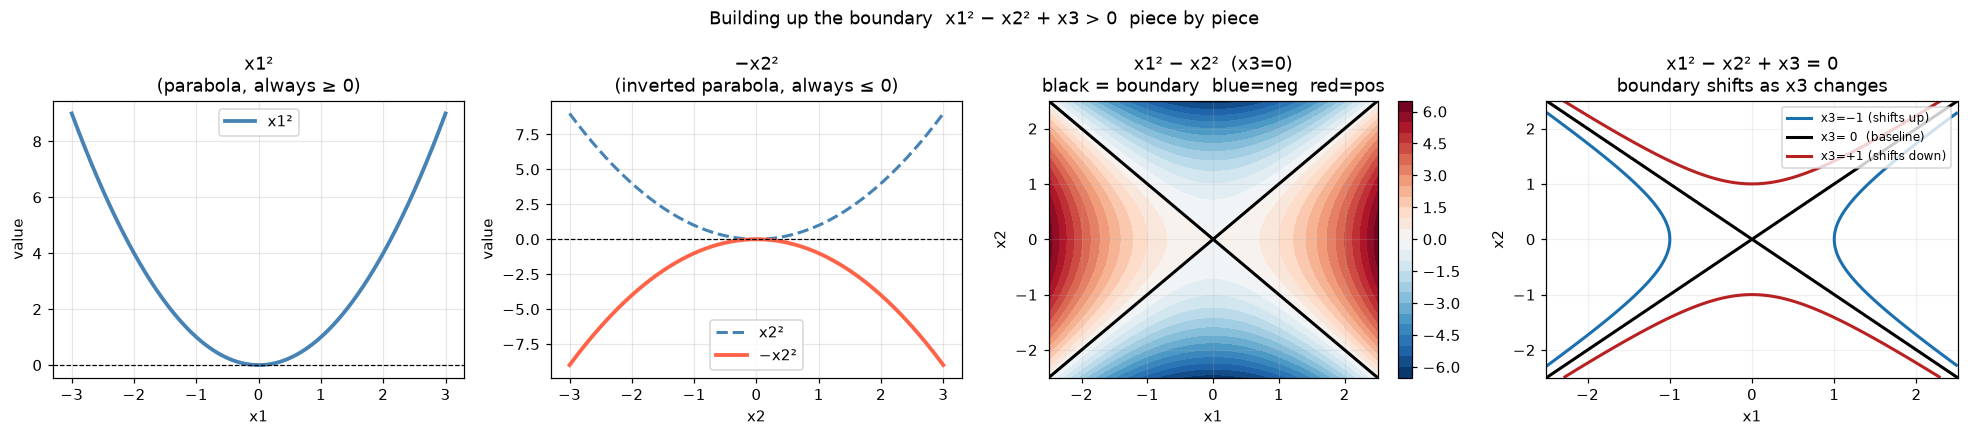 Building up the boundary  x1² − x2² + x3 > 0  piece by piece
x1²
(parabola, always ≥ 0)
x1²
8
6
4
2
0
value
−3 −2 −1 0 1 2 3
x1
−x2²
(inverted parabola, always ≤ 0)
7.5
5.0
2.5
0.0
−2.5
−5.0
−7.5
value
x2²
−x2²
−3 −2 −1 0 1 2 3
x2
x1² − x2²  (x3=0)
black = boundary  blue=neg  red=pos
2
1
0
−1
−2
x2
−2 −1 0 1 2
x1
6.0
4.5
3.0
1.5
0.0
−1.5
−3.0
−4.5
−6.0
x1² − x2² + x3 = 0
boundary shifts as x3 changes
x3=−1 (shifts up)
x3= 0  (baseline)
x3=+1 (shifts down)
2
1
0
−1
−2
x2
−2 −1 0 1 2
x1